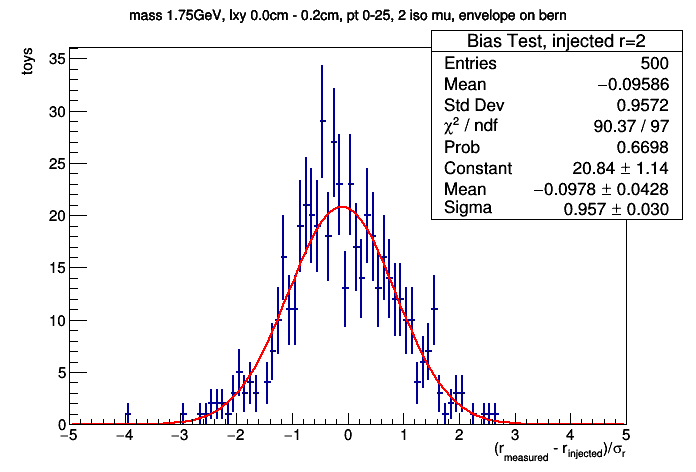 mass 1.75GeV, lxy 0.0cm - 0.2cm, pt 0-25, 2 iso mu, envelope on bern
Bias Test, injected r=2
Entries 500
Mean −0.09586
Std Dev 0.9572
χ² / ndf 90.37 / 97
Prob 0.6698
Constant 20.84 ± 1.14
Mean −0.0978 ± 0.0428
Sigma 0.957 ± 0.030
toys
35
30
25
20
15
10
5
0
−5 −4 −3 −2 −1 0 1 2 3 4 5
(r_measured - r_injected)/σ_r